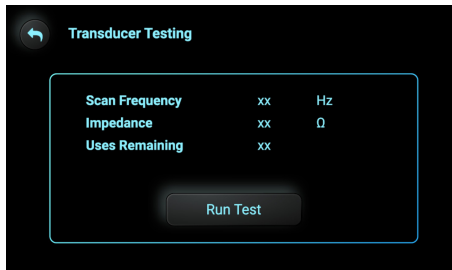 Transducer Testing
Scan Frequency xx Hz
Impedance xx Ω
Uses Remaining xx
Run Test